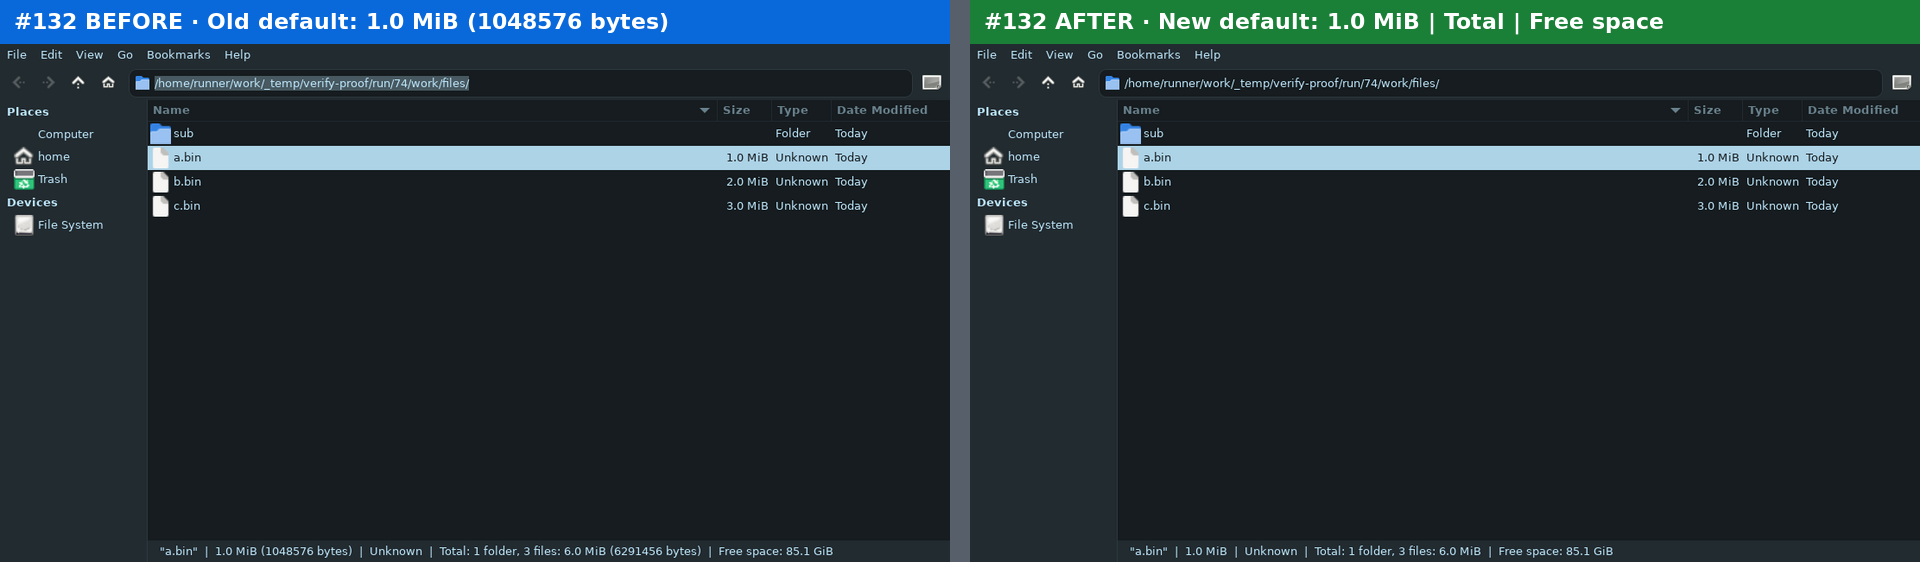 #132 BEFORE · Old default: 1.0 MiB (1048576 bytes)
File Edit View Go Bookmarks Help
/home/runner/work/_temp/verify-proof/run/74/work/files/
Places
Computer
home
Trash
Devices
File System
Name Size Type Date Modified
sub Folder Today
a.bin 1.0 MiB Unknown Today
b.bin 2.0 MiB Unknown Today
c.bin 3.0 MiB Unknown Today
"a.bin" | 1.0 MiB (1048576 bytes) | Unknown | Total: 1 folder, 3 files: 6.0 MiB (6291456 bytes) | Free space: 85.1 GiB
#132 AFTER · New default: 1.0 MiB | Total | Free space
File Edit View Go Bookmarks Help
/home/runner/work/_temp/verify-proof/run/74/work/files/
Places
Computer
home
Trash
Devices
File System
Name Size Type Date Modified
sub Folder Today
a.bin 1.0 MiB Unknown Today
b.bin 2.0 MiB Unknown Today
c.bin 3.0 MiB Unknown Today
"a.bin" | 1.0 MiB | Unknown | Total: 1 folder, 3 files: 6.0 MiB | Free space: 85.1 GiB